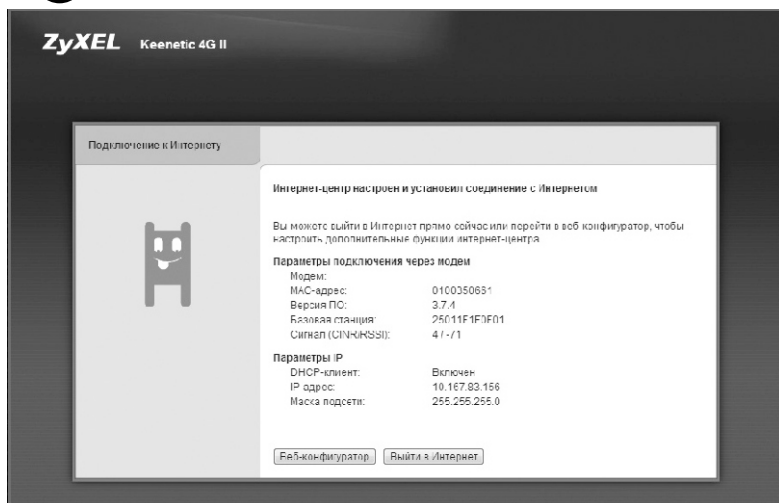 ZyXEL Keenetic 4G II
Подключение к Интернету
Интернет-центр настроен и установил соединение с Интернетом
Вы можете выйти в Интернет прямо сейчас или перейти в веб-конфигуратор, чтобы
настроить дополнительные функции интернет-центра
Параметры подключения через модем
Модем:
MAC-адрес: 0100350651
Версия ПО: 3.7.4
Базовая станция:
Сигнал (CINR/RSSI):
Параметры IP
DHCP-клиент: Включен
IP адрес: 10.167.83.156
Маска подсети: 255.255.255.0
Веб-конфигуратор Выйти в Интернет